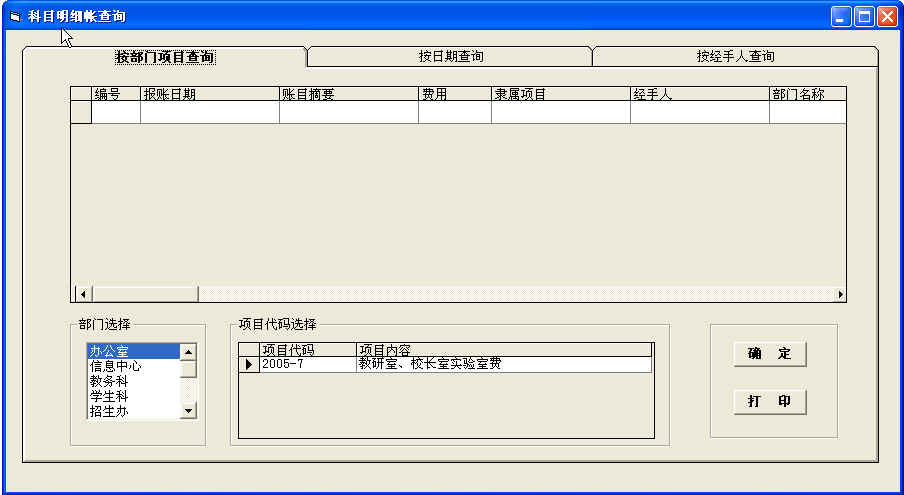 科目明细帐查询
按部门项目查询 按日期查询 按经手人查询
编号 报账日期 账目摘要 费用 隶属项目 经手人 部门名称
部门选择 项目代码选择
办公室
信息中心
教务科
学生科
招生办
项目代码 项目内容
2005-7 教研室、校长室实验室费
确 定
打 印